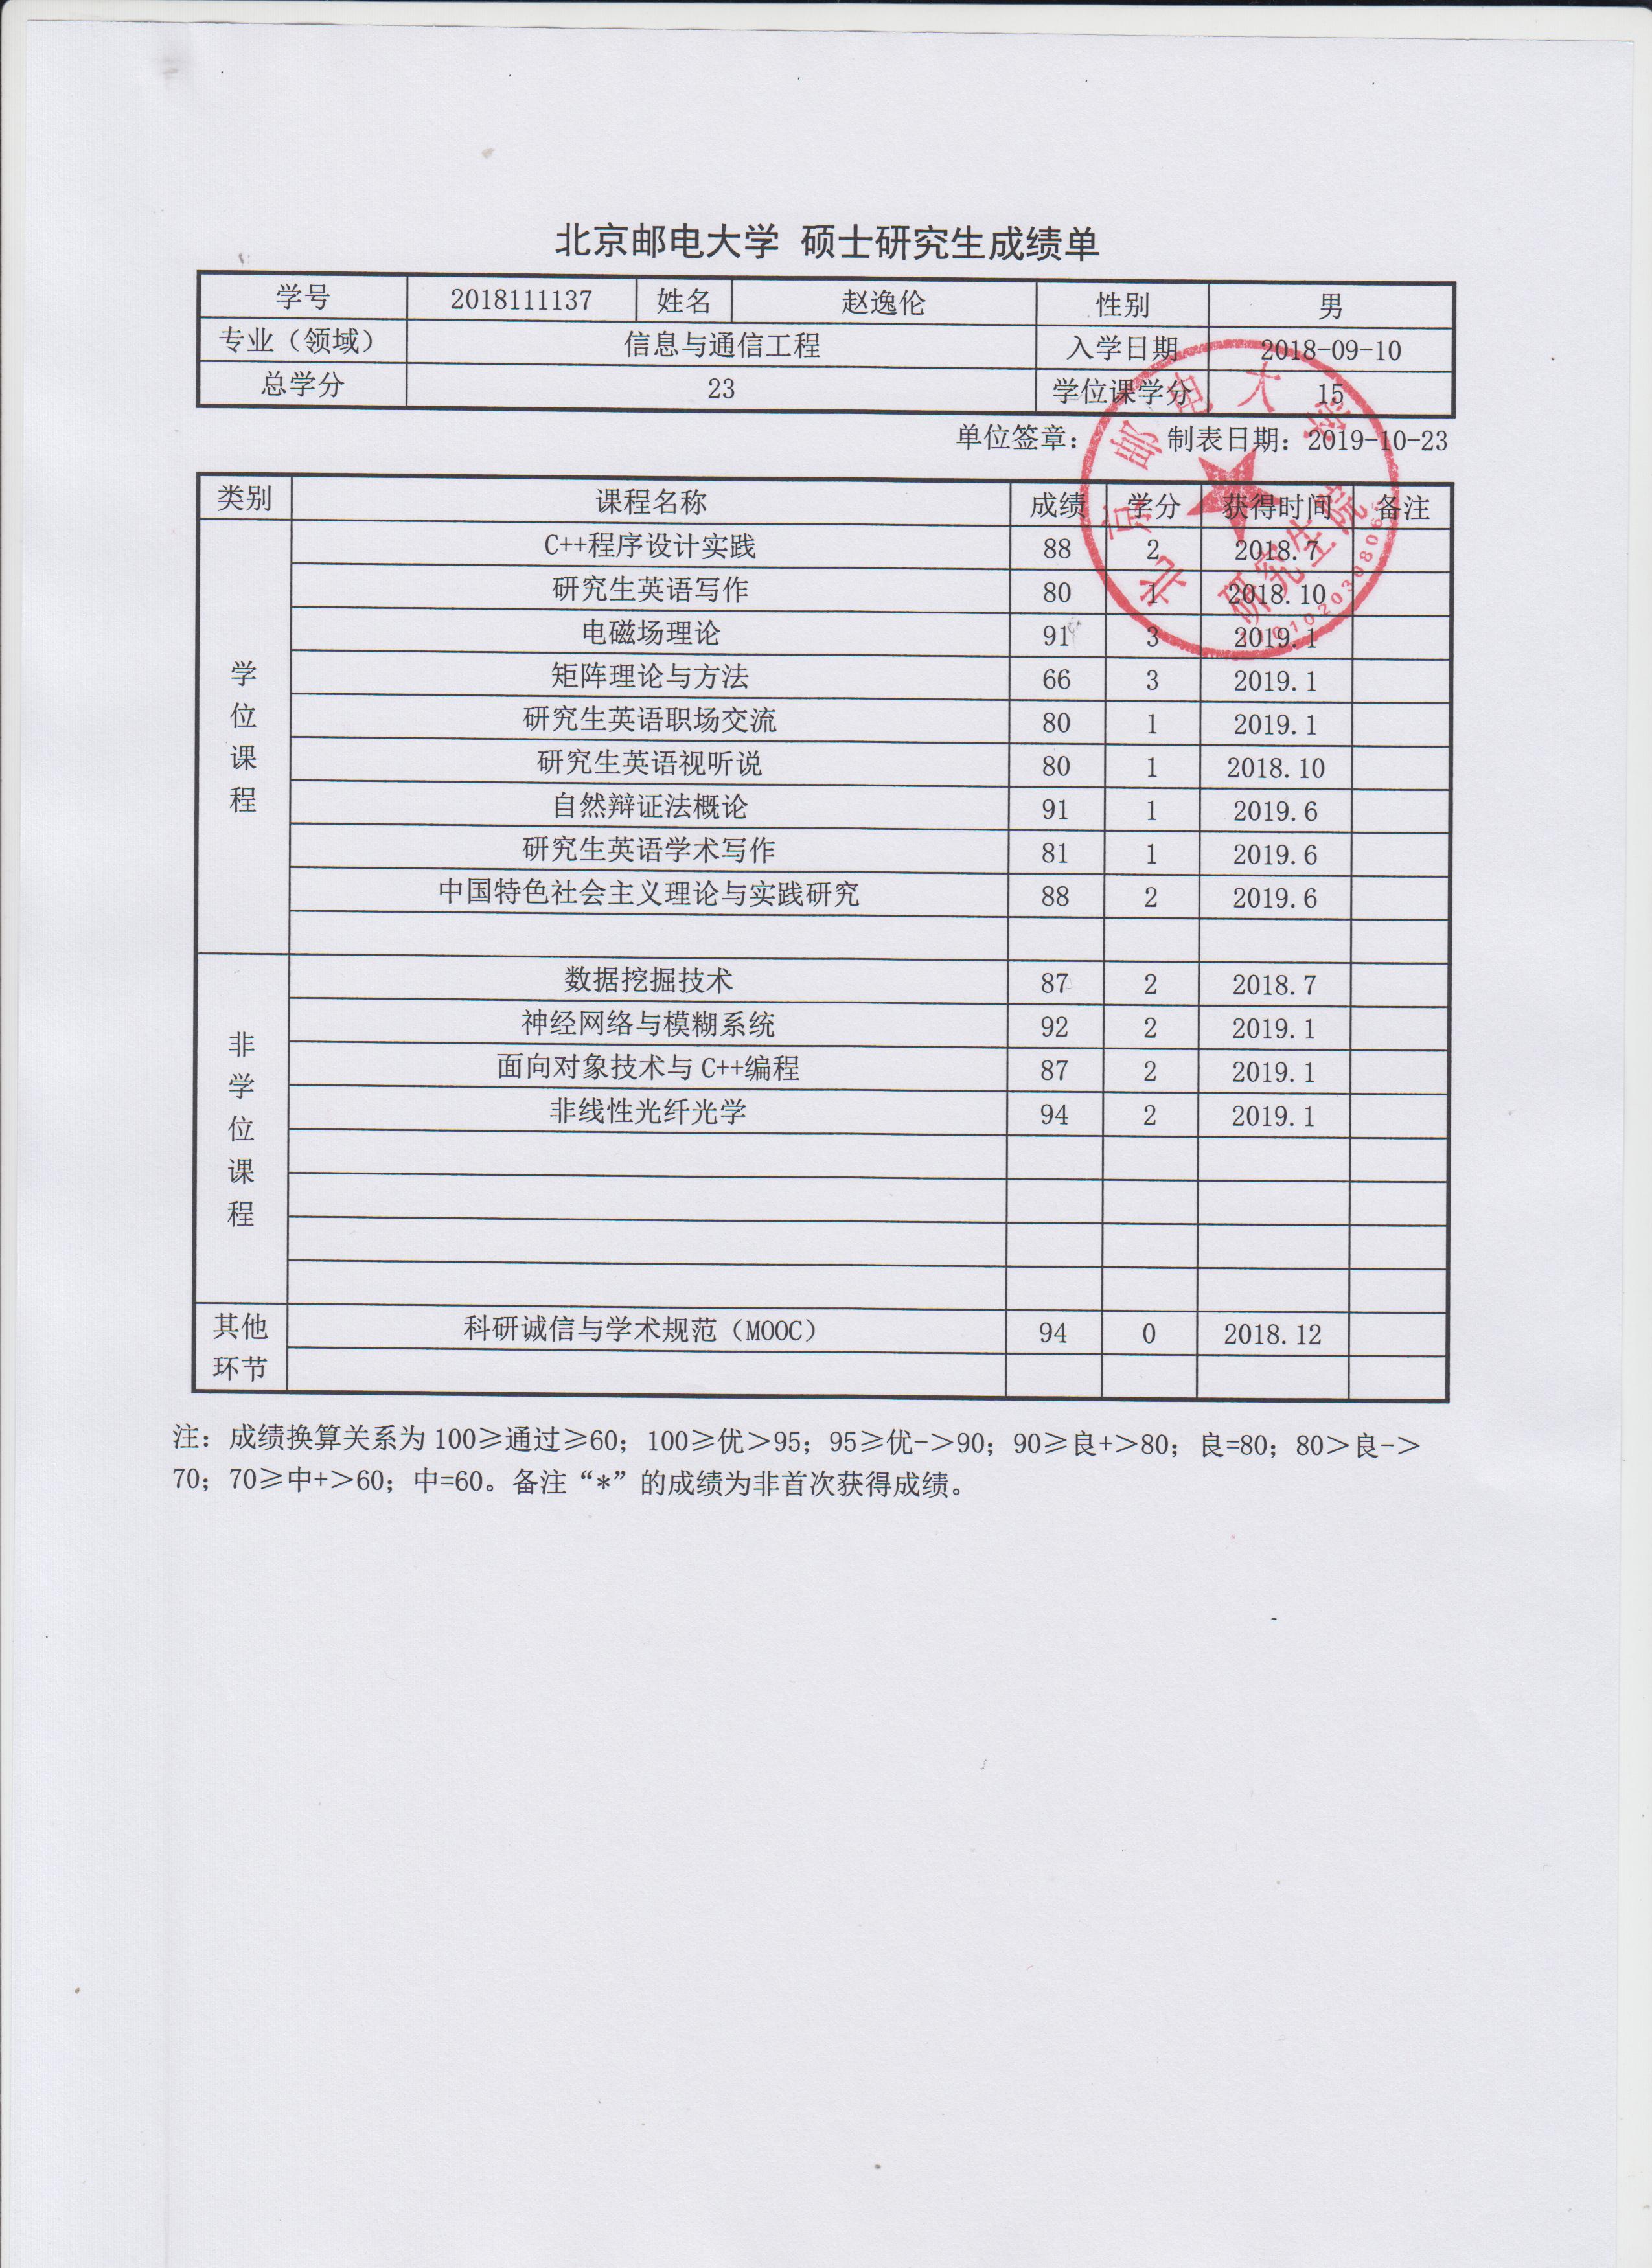 北京邮电大学 硕士研究生成绩单
学号 2018111137 姓名 赵逸伦 性别 男
专业（领域） 信息与通信工程 入学日期 2018-09-10
总学分 23 学位课学分 15
单位签章： 制表日期：2019-10-23
北京邮电大学
研究生院
类别 课程名称 成绩 学分 获得时间 备注
学位课程
C++程序设计实践 88 2 2018.7
研究生英语写作 80 1 2018.10
电磁场理论 91 3 2019.1
矩阵理论与方法 66 3 2019.1
研究生英语职场交流 80 1 2019.1
研究生英语视听说 80 1 2018.10
自然辩证法概论 91 1 2019.6
研究生英语学术写作 81 1 2019.6
中国特色社会主义理论与实践研究 88 2 2019.6
非学位课程
数据挖掘技术 87 2 2018.7
神经网络与模糊系统 92 2 2019.1
面向对象技术与 C++编程 87 2 2019.1
非线性光纤光学 94 2 2019.1
其他环节
科研诚信与学术规范（MOOC） 94 0 2018.12
注：成绩换算关系为 100≥通过≥60；100≥优＞95；95≥优-＞90；90≥良+＞80；良=80；80＞良-＞
70；70≥中+＞60；中=60。备注“*”的成绩为非首次获得成绩。